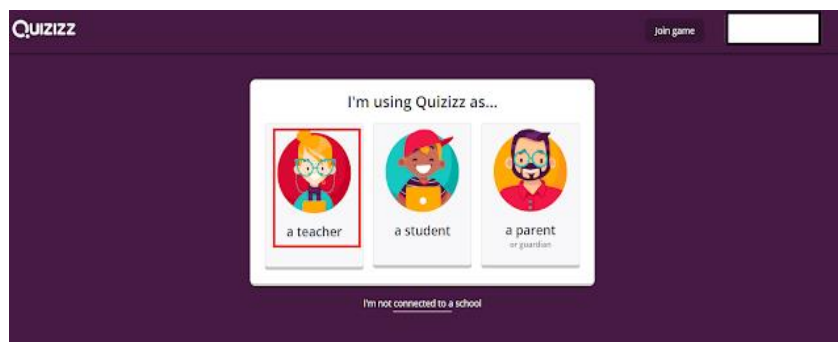 Quizizz
Join game
I'm using Quizizz as...
a teacher
a student
a parent
or guardian
I'm not connected to a school